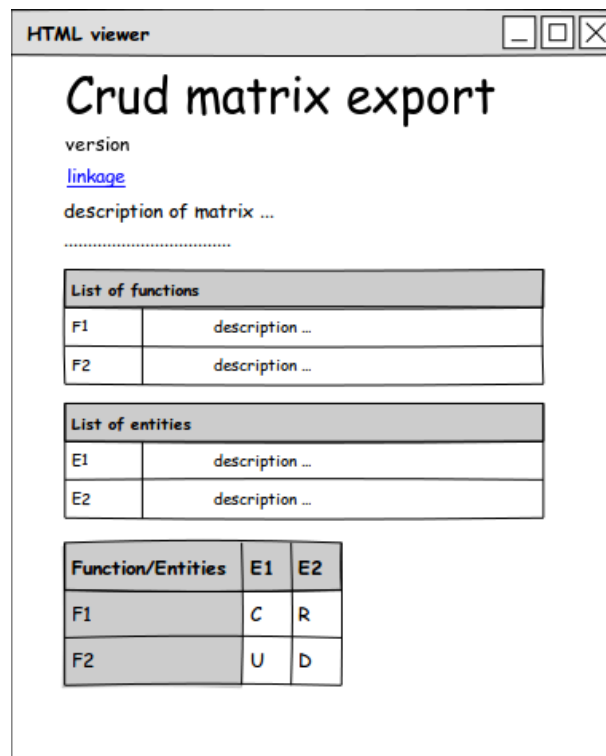 HTML viewer
Crud matrix export
version
linkage
description of matrix ...
...................................
List of functions
F1 description ...
F2 description ...
List of entities
E1 description ...
E2 description ...
Function/Entities E1 E2
F1 C R
F2 U D